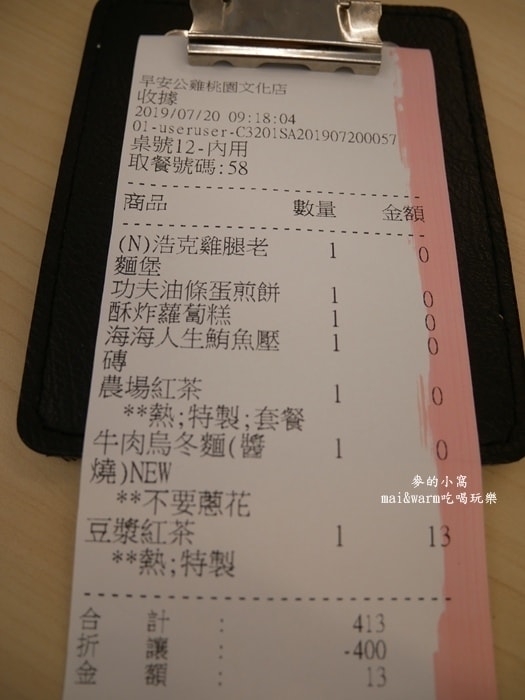 早安公雞桃園文化店
收據
2019/07/20 09:18:04
01-useruser-C3201SA201907200057
桌號12-內用
取餐號碼:58
商品 數量 金額
(N)浩克雞腿老 1 0
麵堡
功夫油條蛋煎餅 1 0
酥炸蘿蔔糕 1 0
海海人生鮪魚壓 1 0
磚
農場紅茶 1 0
**熱;特製;套餐
牛肉烏冬麵(醬 1 0
燒)NEW
**不要蔥花
豆漿紅茶 1 13
**熱;特製
合計: 413
折讓: -400
金額: 13
麥的小窩
mai&warm吃喝玩樂